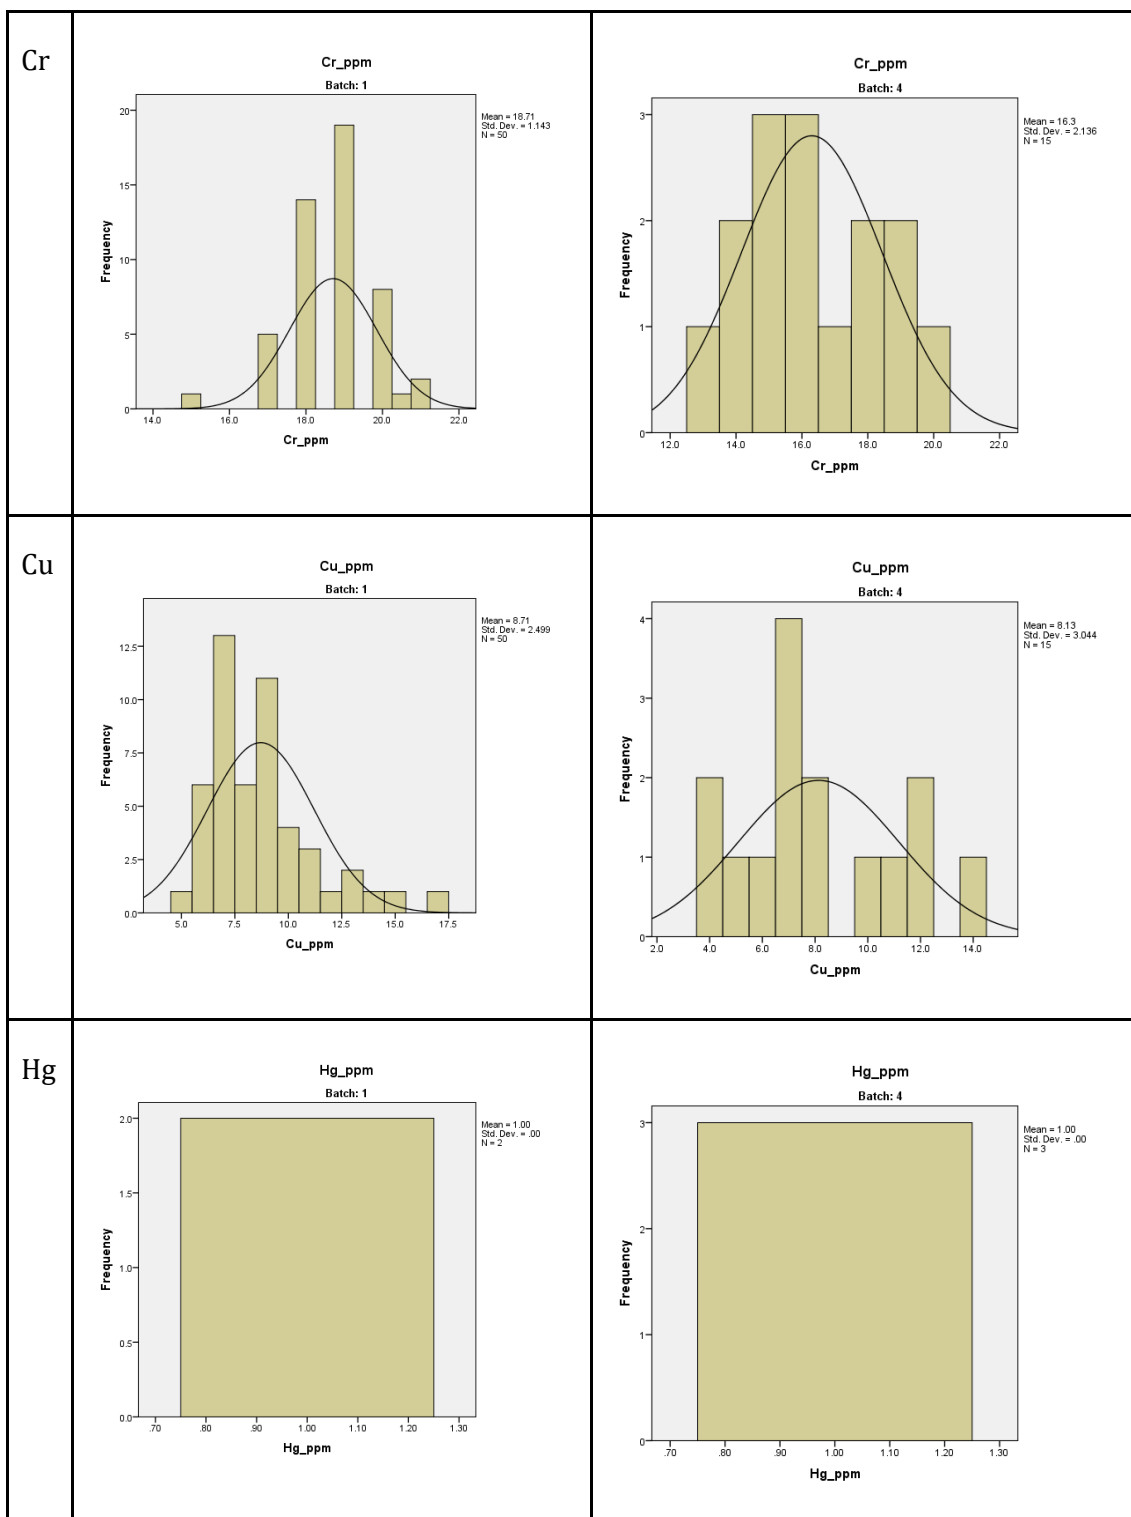 Cr
Cr_ppm
Batch: 1
Mean = 18.71
Std. Dev. = 1.143
N = 50
20
15
10
5
0
Frequency
14.0 16.0 18.0 20.0 22.0
Cr_ppm
Cr_ppm
Batch: 4
Mean = 16.3
Std. Dev. = 2.136
N = 15
3
2
1
0
Frequency
12.0 14.0 16.0 18.0 20.0 22.0
Cr_ppm
Cu
Cu_ppm
Batch: 1
Mean = 8.71
Std. Dev. = 2.499
N = 50
12.5
10.0
7.5
5.0
2.5
0.0
Frequency
5.0 7.5 10.0 12.5 15.0 17.5
Cu_ppm
Cu_ppm
Batch: 4
Mean = 8.13
Std. Dev. = 3.044
N = 15
4
3
2
1
0
Frequency
2.0 4.0 6.0 8.0 10.0 12.0 14.0
Cu_ppm
Hg
Hg_ppm
Batch: 1
Mean = 1.00
Std. Dev. = .00
N = 2
2.0
1.5
1.0
0.5
0.0
Frequency
.70 .80 .90 1.00 1.10 1.20 1.30
Hg_ppm
Hg_ppm
Batch: 4
Mean = 1.00
Std. Dev. = .00
N = 3
3
2
1
0
Frequency
.70 .80 .90 1.00 1.10 1.20 1.30
Hg_ppm